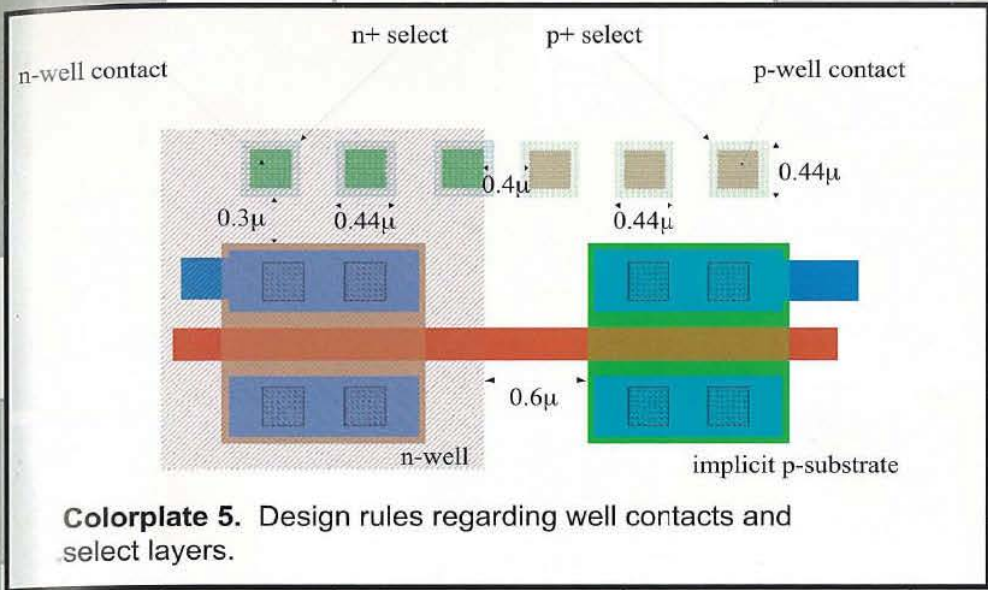 n+ select
p+ select
n-well contact
p-well contact
0.4μ
0.44μ
0.3μ
0.44μ
0.44μ
0.6μ
n-well
implicit p-substrate
Colorplate 5. Design rules regarding well contacts and
select layers.